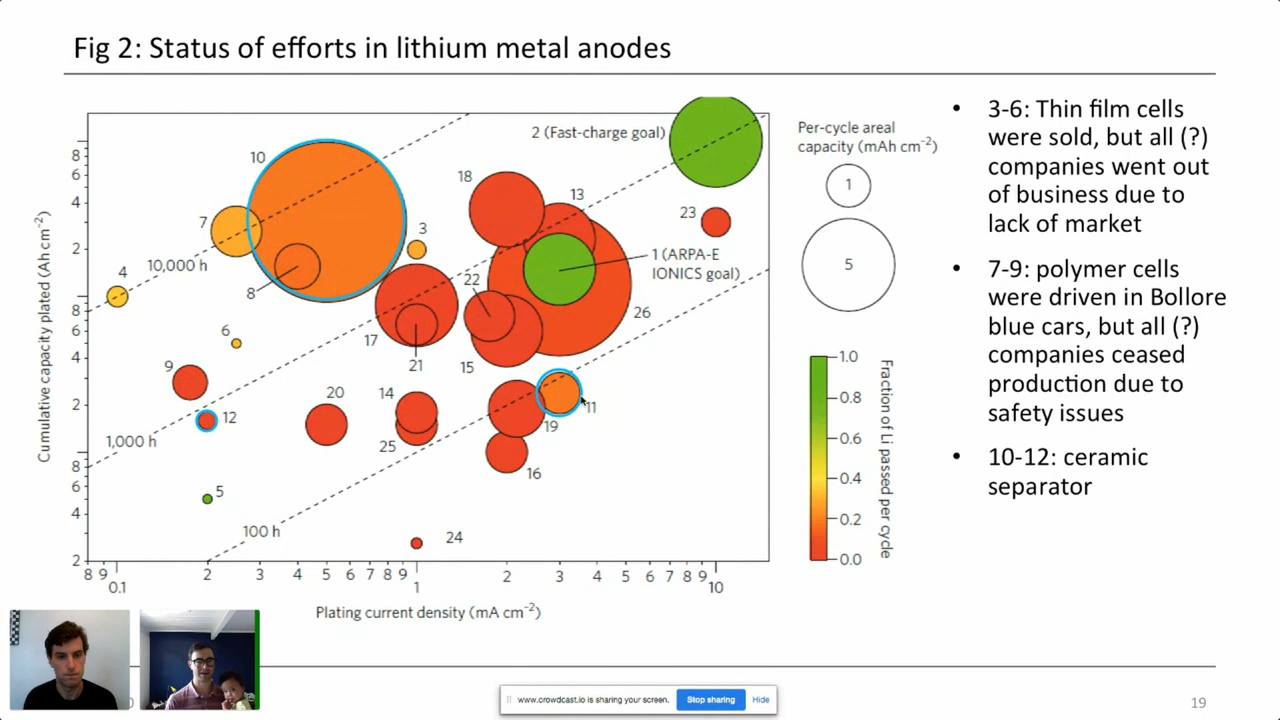 Fig 2: Status of efforts in lithium metal anodes
Cumulative capacity plated (Ah cm⁻²)
8
6
4
2
8
6
4
2
8
6
4
2
10
7
4
8
6
9
12
5
10,000 h
1,000 h
100 h
3
17
21
20
14
25
24
18
22
15
13
26
19
11
16
23
2 (Fast-charge goal)
1 (ARPA-E
IONICS goal)
8 9 2 3 4 5 6 7 8 9 2 3 4 5 6 7 8 9
0.1 1 10
Plating current density (mA cm⁻²)
Per-cycle areal
capacity (mAh cm⁻²)
1
5
1.0
0.8
0.6
0.4
0.2
0.0
Fraction of Li passed per cycle
• 3-6: Thin film cells
were sold, but all (?)
companies went out
of business due to
lack of market
• 7-9: polymer cells
were driven in Bollore
blue cars, but all (?)
companies ceased
production due to
safety issues
• 10-12: ceramic
separator
www.crowdcast.io is sharing your screen. Stop sharing Hide
19